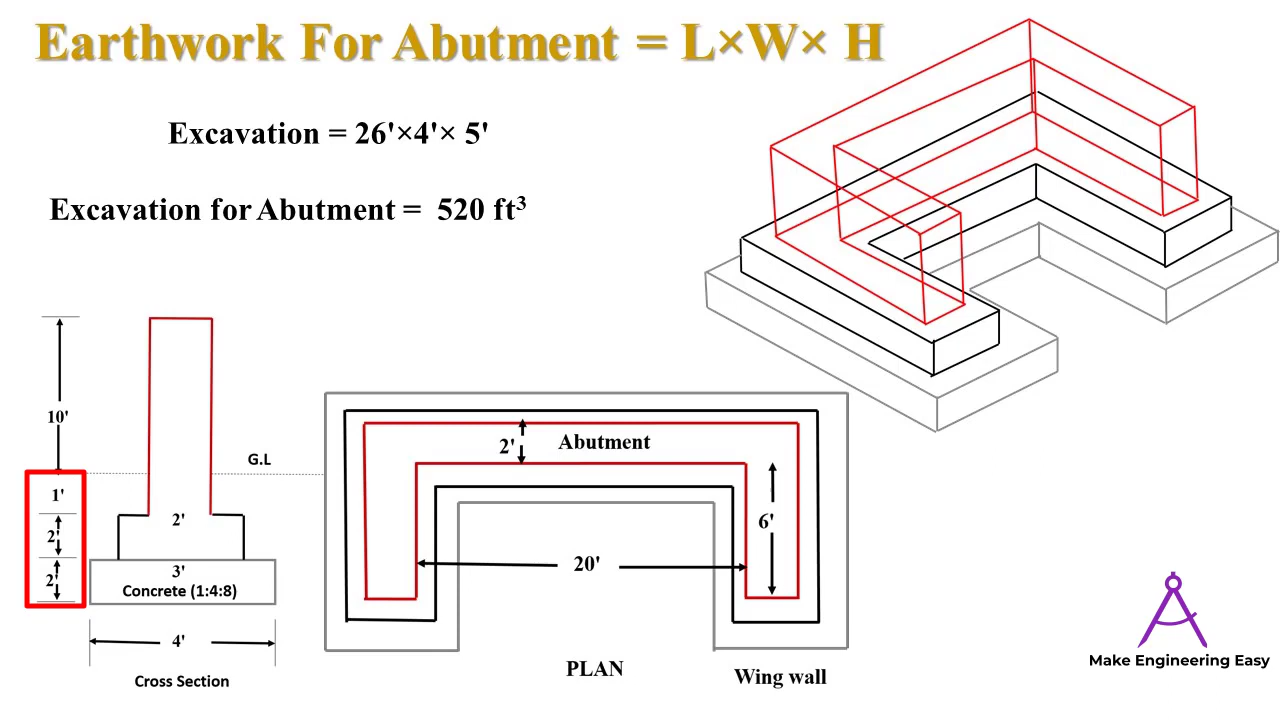 Earthwork For Abutment = L×W× H
Excavation = 26'×4'× 5'
Excavation for Abutment = 520 ft³
10'
G.L
1'
2'
2'
2'
3'
Concrete (1:4:8)
4'
Cross Section
2'
Abutment
6'
20'
PLAN
Wing wall
Make Engineering Easy